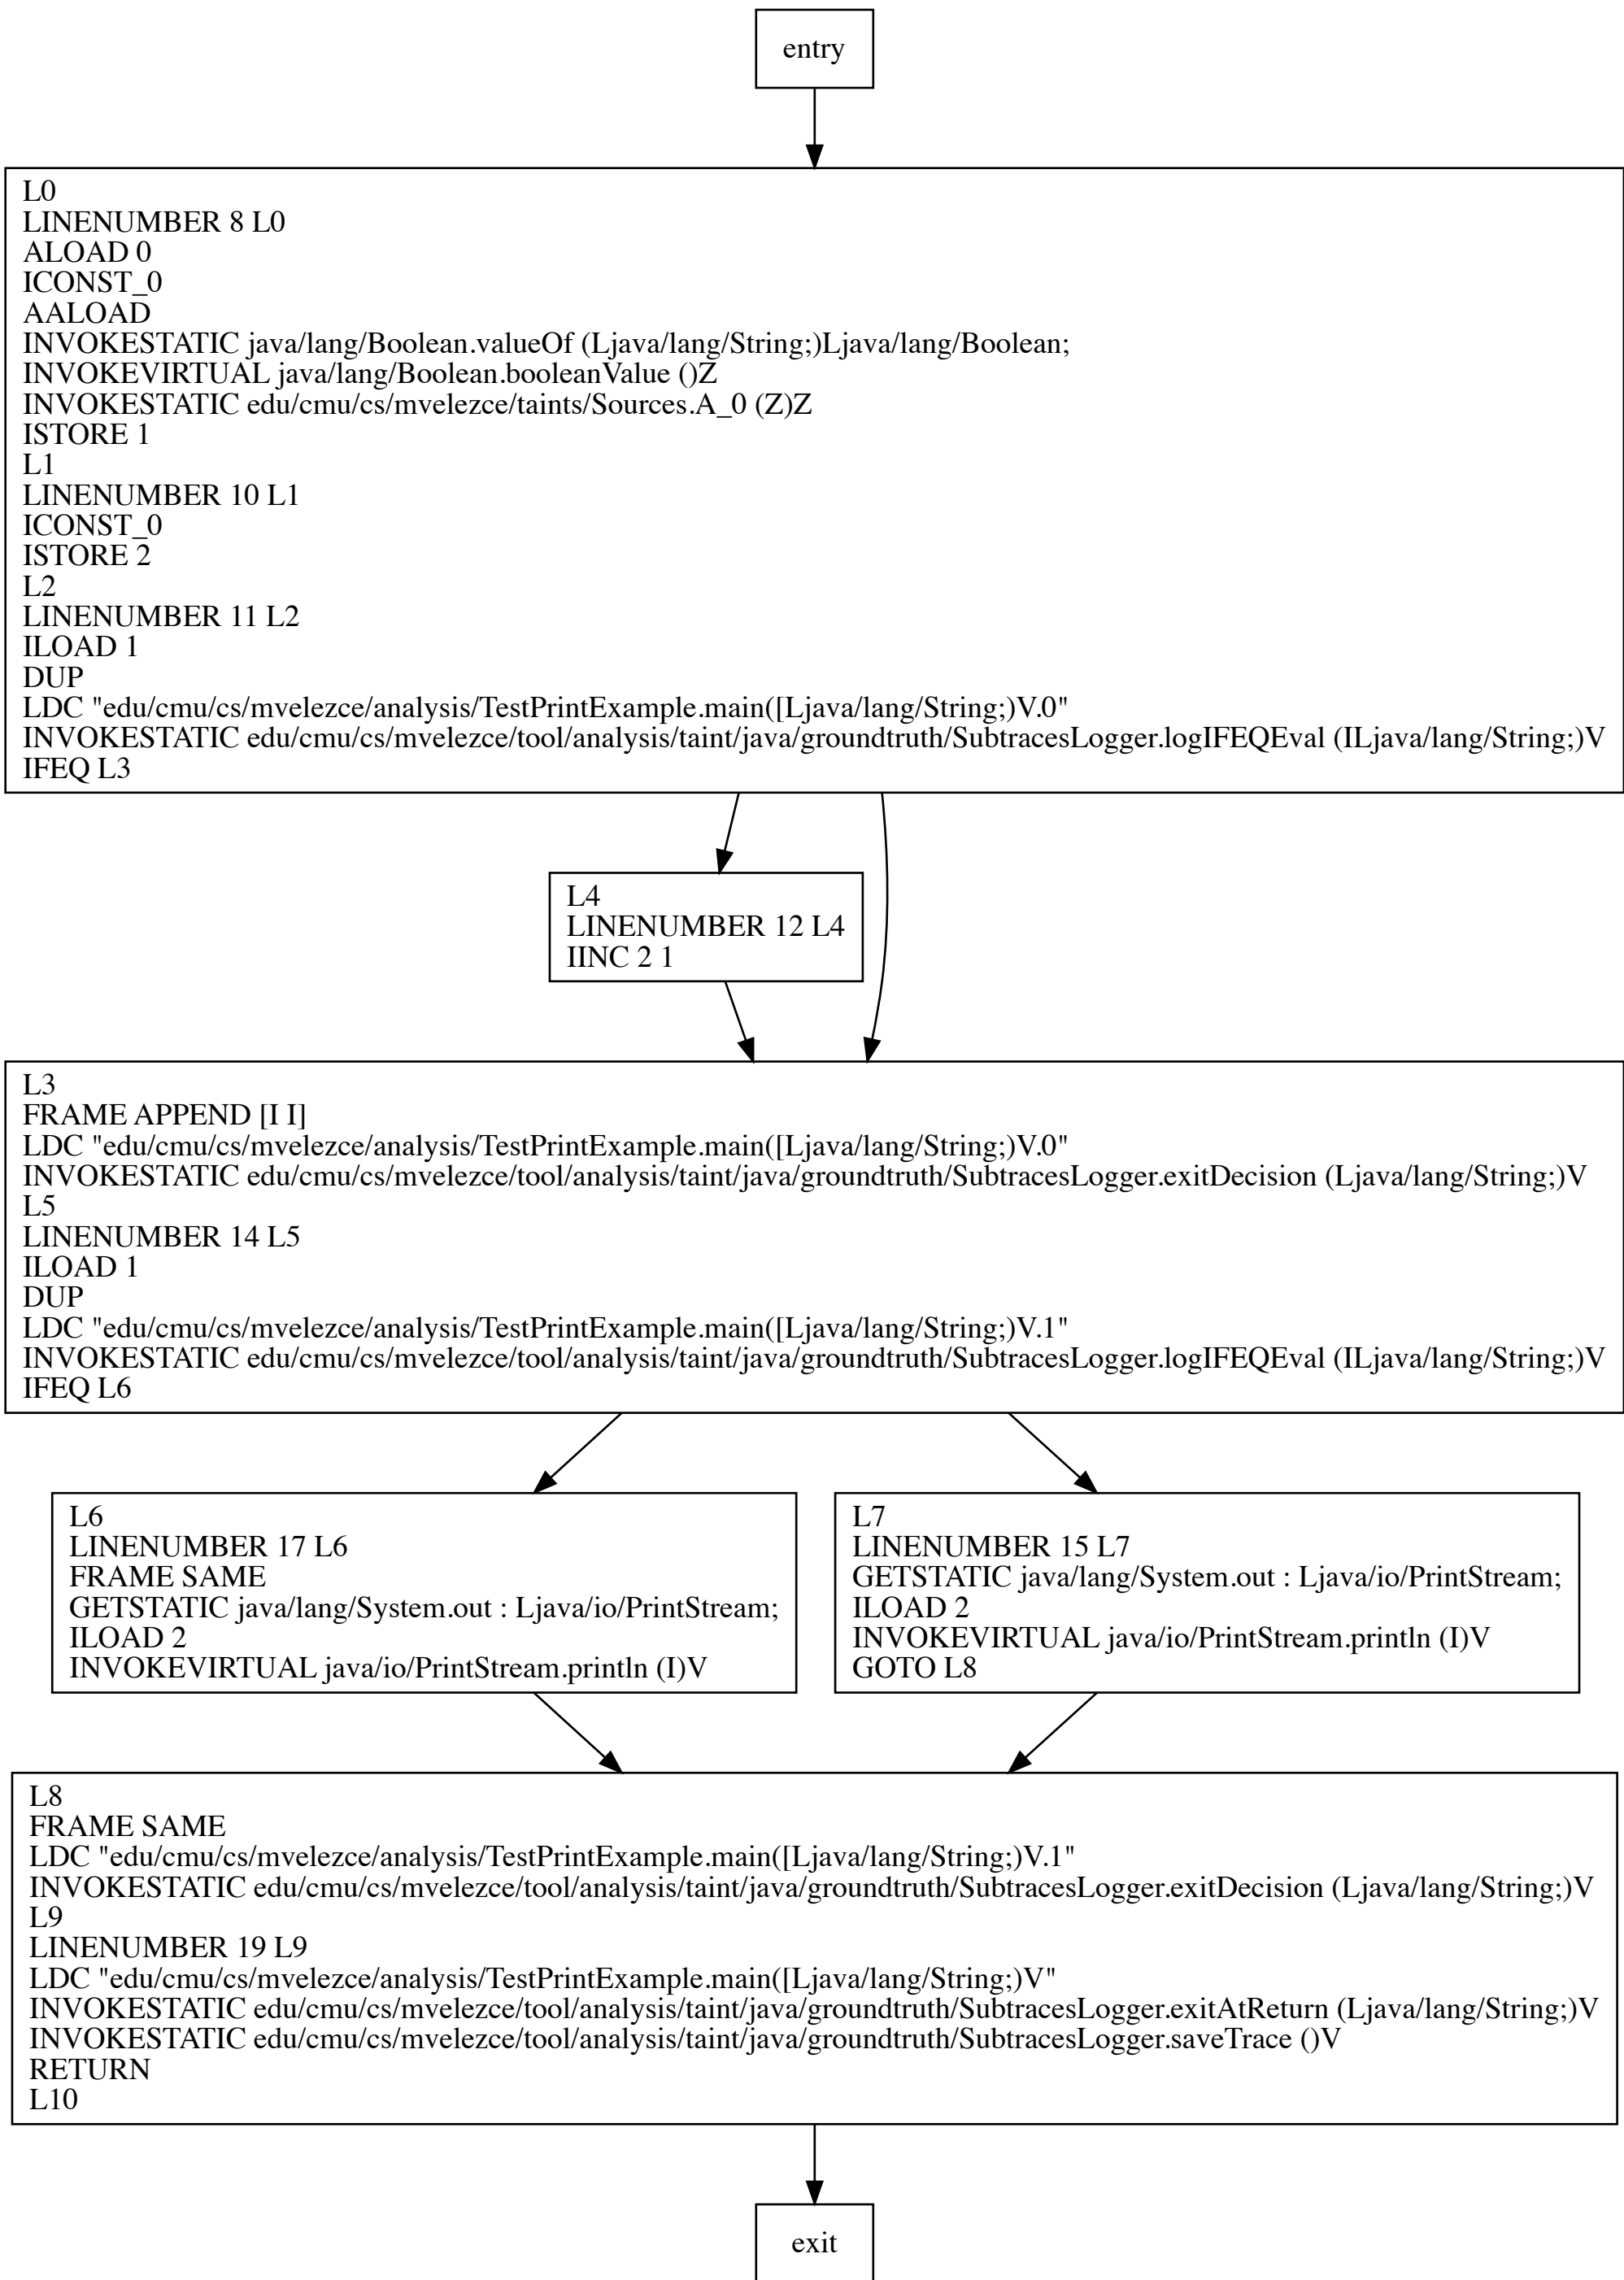 entry
L0
LINENUMBER 8 L0
ALOAD 0
ICONST_0
AALOAD
INVOKESTATIC java/lang/Boolean.valueOf (Ljava/lang/String;)Ljava/lang/Boolean;
INVOKEVIRTUAL java/lang/Boolean.booleanValue ()Z
INVOKESTATIC edu/cmu/cs/mvelezce/taints/Sources.A_0 (Z)Z
ISTORE 1
L1
LINENUMBER 10 L1
ICONST_0
ISTORE 2
L2
LINENUMBER 11 L2
ILOAD 1
DUP
LDC "edu/cmu/cs/mvelezce/analysis/TestPrintExample.main([Ljava/lang/String;)V.0"
INVOKESTATIC edu/cmu/cs/mvelezce/tool/analysis/taint/java/groundtruth/SubtracesLogger.logIFEQEval (ILjava/lang/String;)V
IFEQ L3
L4
LINENUMBER 12 L4
IINC 2 1
L3
FRAME APPEND [I I]
LDC "edu/cmu/cs/mvelezce/analysis/TestPrintExample.main([Ljava/lang/String;)V.0"
INVOKESTATIC edu/cmu/cs/mvelezce/tool/analysis/taint/java/groundtruth/SubtracesLogger.exitDecision (Ljava/lang/String;)V
L5
LINENUMBER 14 L5
ILOAD 1
DUP
LDC "edu/cmu/cs/mvelezce/analysis/TestPrintExample.main([Ljava/lang/String;)V.1"
INVOKESTATIC edu/cmu/cs/mvelezce/tool/analysis/taint/java/groundtruth/SubtracesLogger.logIFEQEval (ILjava/lang/String;)V
IFEQ L6
L6
LINENUMBER 17 L6
FRAME SAME
GETSTATIC java/lang/System.out : Ljava/io/PrintStream;
ILOAD 2
INVOKEVIRTUAL java/io/PrintStream.println (I)V
L7
LINENUMBER 15 L7
GETSTATIC java/lang/System.out : Ljava/io/PrintStream;
ILOAD 2
INVOKEVIRTUAL java/io/PrintStream.println (I)V
GOTO L8
L8
FRAME SAME
LDC "edu/cmu/cs/mvelezce/analysis/TestPrintExample.main([Ljava/lang/String;)V.1"
INVOKESTATIC edu/cmu/cs/mvelezce/tool/analysis/taint/java/groundtruth/SubtracesLogger.exitDecision (Ljava/lang/String;)V
L9
LINENUMBER 19 L9
LDC "edu/cmu/cs/mvelezce/analysis/TestPrintExample.main([Ljava/lang/String;)V"
INVOKESTATIC edu/cmu/cs/mvelezce/tool/analysis/taint/java/groundtruth/SubtracesLogger.exitAtReturn (Ljava/lang/String;)V
INVOKESTATIC edu/cmu/cs/mvelezce/tool/analysis/taint/java/groundtruth/SubtracesLogger.saveTrace ()V
RETURN
L10
exit